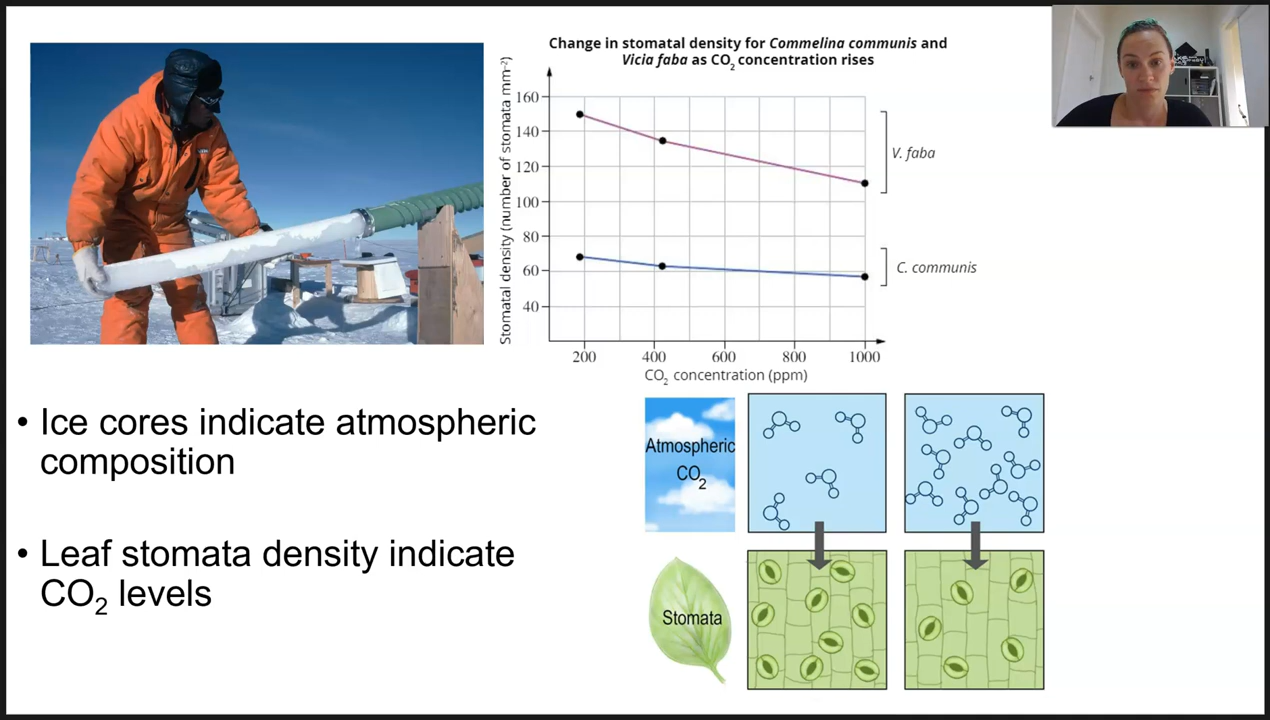 Change in stomatal density for Commelina communis and
Vicia faba as CO₂ concentration rises
Stomatal density (number of stomata mm⁻²)
160
140
120
100
80
60
40
200 400 600 800 1000
CO₂ concentration (ppm)
V. faba
C. communis
• Ice cores indicate atmospheric
composition
• Leaf stomata density indicate
CO₂ levels
Atmospheric
CO₂
Stomata